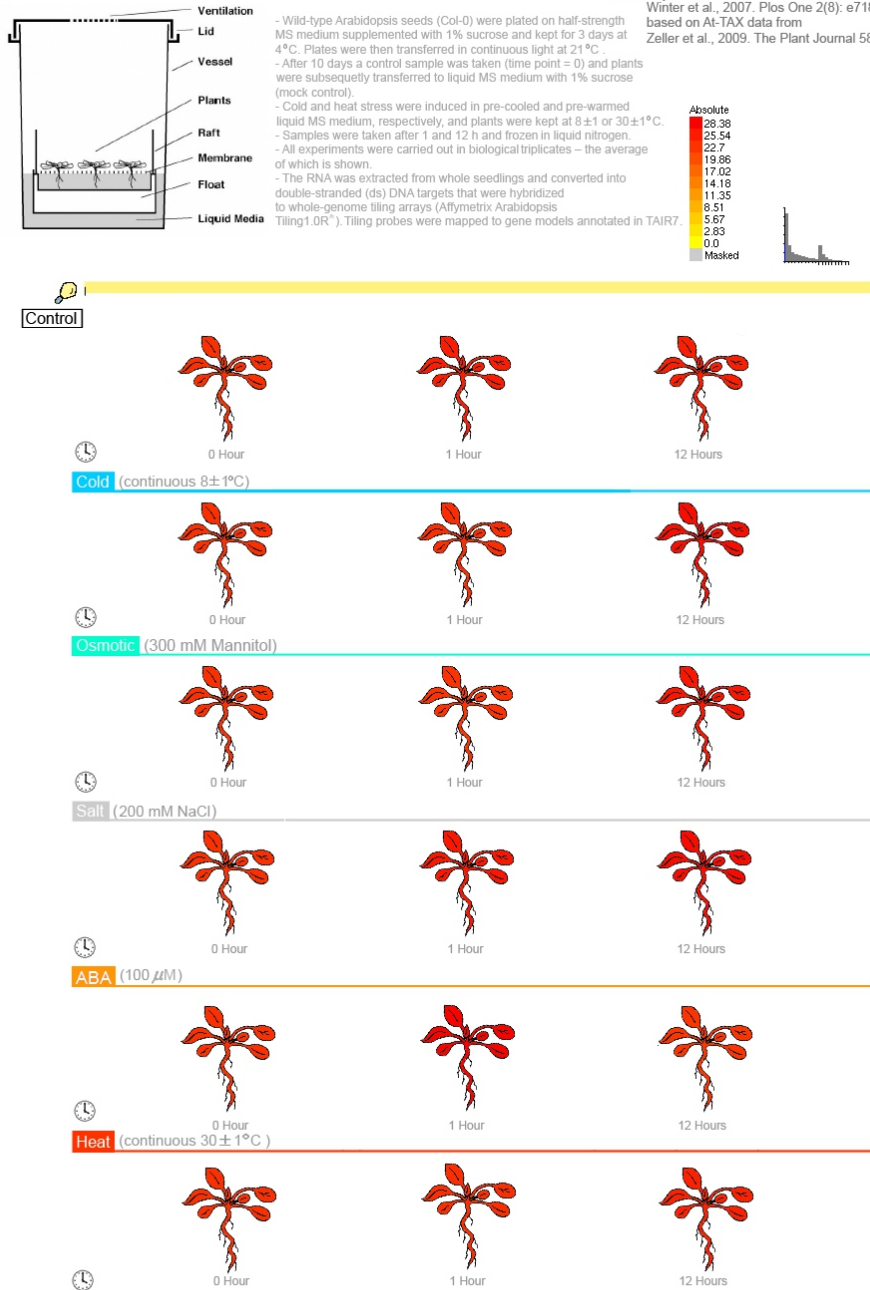 Ventilation
Lid
Vessel
Plants
Raft
Membrane
Float
Liquid Media
- Wild-type Arabidopsis seeds (Col-0) were plated on half-strength
MS medium supplemented with 1% sucrose and kept for 3 days at
4°C. Plates were then transferred in continuous light at 21°C .
- After 10 days a control sample was taken (time point = 0) and plants
were subsequetly transferred to liquid MS medium with 1% sucrose
(mock control).
- Cold and heat stress were induced in pre-cooled and pre-warmed
liquid MS medium, respectively, and plants were kept at 8±1 or 30±1°C.
- Samples were taken after 1 and 12 h and frozen in liquid nitrogen.
- All experiments were carried out in biological triplicates – the average
of which is shown.
- The RNA was extracted from whole seedlings and converted into
double-stranded (ds) DNA targets that were hybridized
to whole-genome tiling arrays (Affymetrix Arabidopsis
Tiling1.0R®). Tiling probes were mapped to gene models annotated in TAIR7.
Winter et al., 2007. Plos One 2(8): e718
based on At-TAX data from
Zeller et al., 2009. The Plant Journal 58
Absolute
28.38
25.54
22.7
19.86
17.02
14.18
11.35
8.51
5.67
2.83
0.0
Masked
Control
0 Hour 1 Hour 12 Hours
Cold (continuous 8±1°C)
0 Hour 1 Hour 12 Hours
Osmotic (300 mM Mannitol)
0 Hour 1 Hour 12 Hours
Salt (200 mM NaCl)
0 Hour 1 Hour 12 Hours
ABA (100 μM)
0 Hour 1 Hour 12 Hours
Heat (continuous 30±1°C )
0 Hour 1 Hour 12 Hours